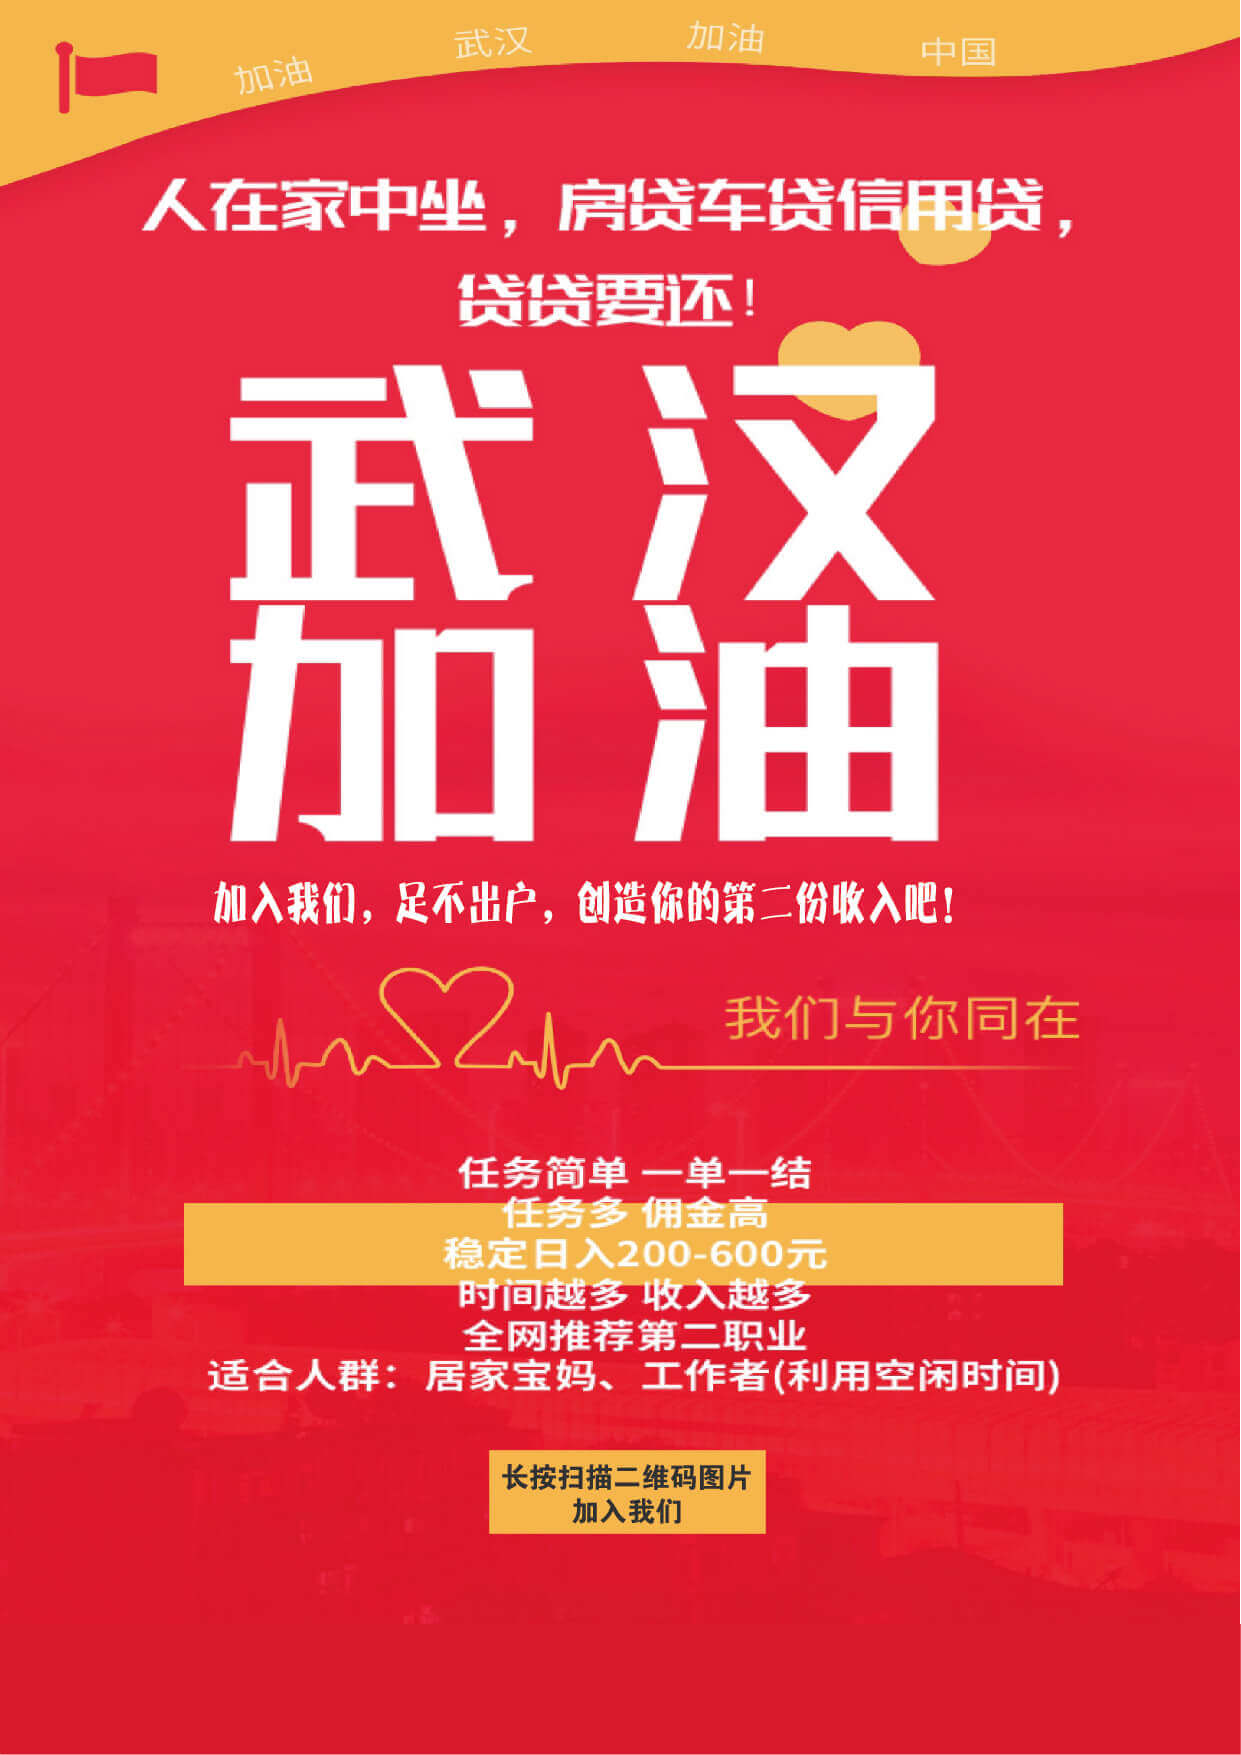 加油 武汉 加油 中国
人在家中坐，房贷车贷信用贷，
贷贷要还！
武汉
加油
加入我们，足不出户，创造你的第二份收入吧！
我们与你同在
任务简单 一单一结
任务多 佣金高
稳定日入200-600元
时间越多 收入越多
全网推荐第二职业
适合人群：居家宝妈、工作者(利用空闲时间)
长按扫描二维码图片
加入我们